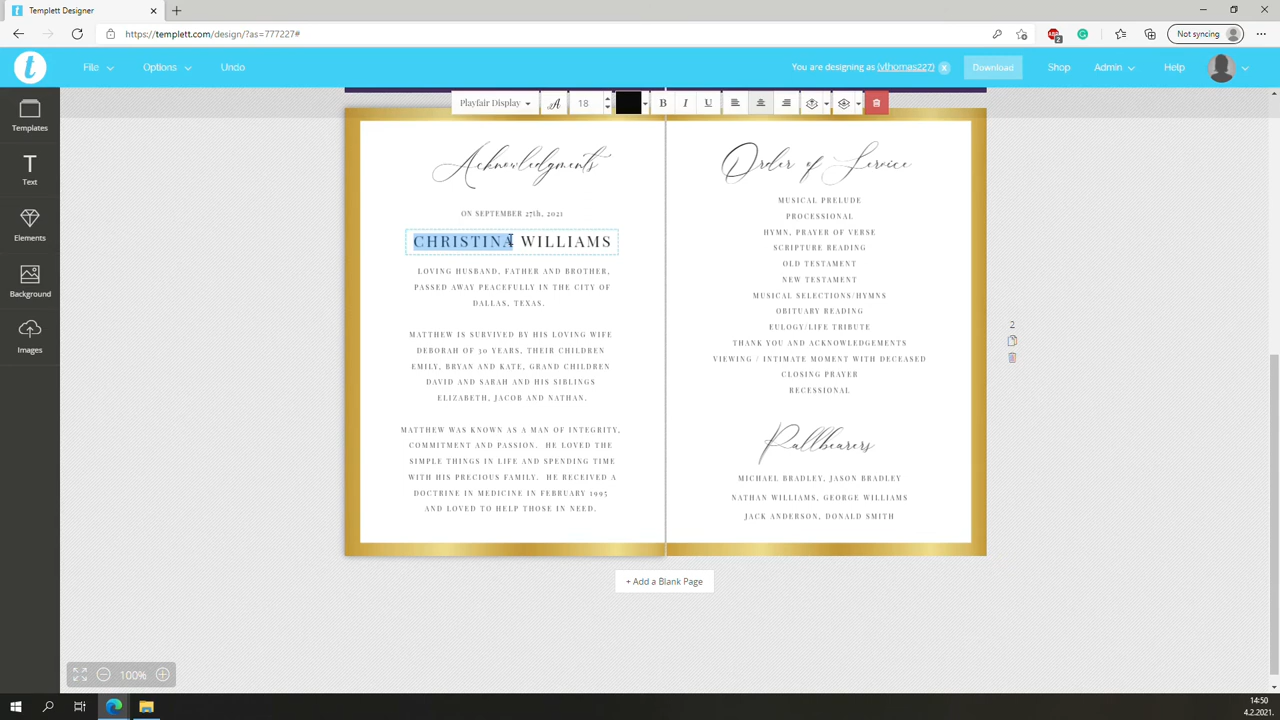 Templett Designer
https://templett.com/design/?as=777227#
2
Not syncing
t
File
Options
Undo
You are designing as (vthomas227)
Download
Shop
Admin
Help
Templates
T
Text
Elements
Background
Images
Playfair Display
18
B
I
U
Acknowledgments
ON SEPTEMBER 27th, 2021
CHRISTINA WILLIAMS
LOVING HUSBAND, FATHER AND BROTHER,
PASSED AWAY PEACEFULLY IN THE CITY OF
DALLAS, TEXAS.
MATTHEW IS SURVIVED BY HIS LOVING WIFE
DEBORAH OF 30 YEARS, THEIR CHILDREN
EMILY, BRYAN AND KATE, GRAND CHILDREN
DAVID AND SARAH AND HIS SIBLINGS
ELIZABETH, JACOB AND NATHAN.
MATTHEW WAS KNOWN AS A MAN OF INTEGRITY,
COMMITMENT AND PASSION. HE LOVED THE
SIMPLE THINGS IN LIFE AND SPENDING TIME
WITH HIS PRECIOUS FAMILY. HE RECEIVED A
DOCTRINE IN MEDICINE IN FEBRUARY 1995
AND LOVED TO HELP THOSE IN NEED.
Order of Service
MUSICAL PRELUDE
PROCESSIONAL
HYMN, PRAYER OF VERSE
SCRIPTURE READING
OLD TESTAMENT
NEW TESTAMENT
MUSICAL SELECTIONS/HYMNS
OBITUARY READING
EULOGY/LIFE TRIBUTE
THANK YOU AND ACKNOWLEDGEMENTS
VIEWING / INTIMATE MOMENT WITH DECEASED
CLOSING PRAYER
RECESSIONAL
Pallbearers
MICHAEL BRADLEY, JASON BRADLEY
NATHAN WILLIAMS, GEORGE WILLIAMS
JACK ANDERSON, DONALD SMITH
2
+ Add a Blank Page
100%
14:50
4.2.2021.